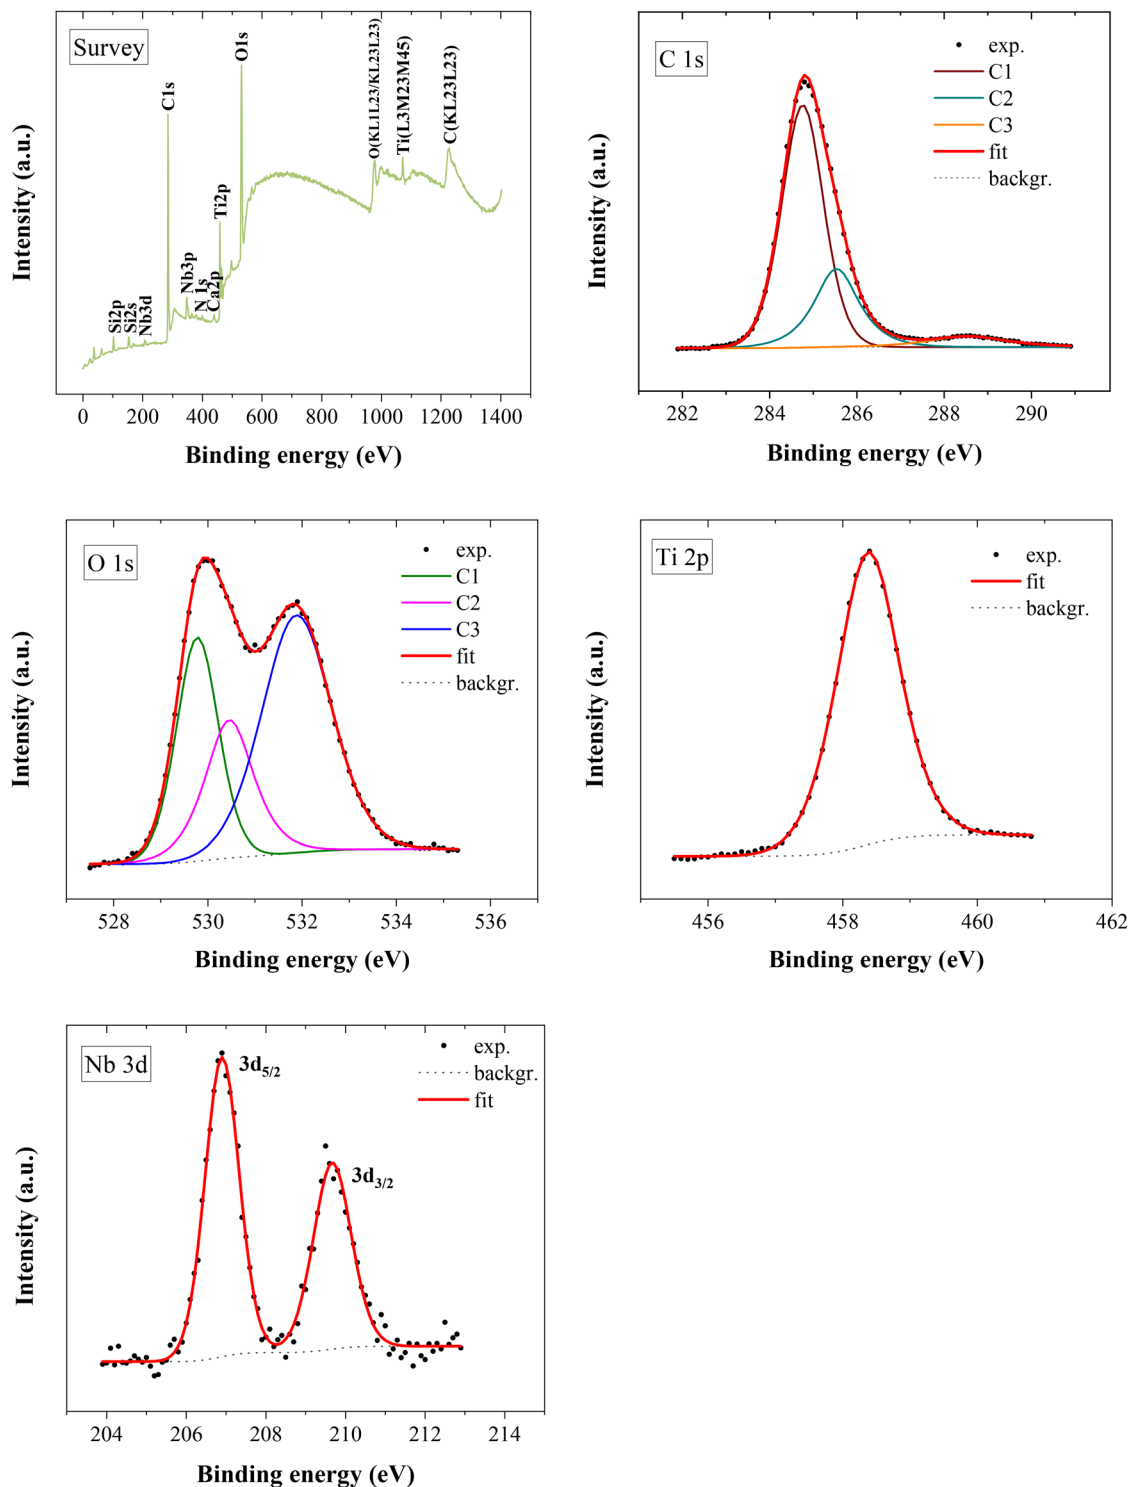 Survey
C1s
O1s
O(KL1L23/KL23L23)
Ti(L3M23M45)
C(KL23L23)
Ti2p
Nb3p
N 1s
Ca2p
Si2p
Si2s
Nb3d
Intensity (a.u.)
0 200 400 600 800 1000 1200 1400
Binding energy (eV)
C 1s
exp.
C1
C2
C3
fit
backgr.
Intensity (a.u.)
282 284 286 288 290
Binding energy (eV)
O 1s
exp.
C1
C2
C3
fit
backgr.
Intensity (a.u.)
528 530 532 534 536
Binding energy (eV)
Ti 2p
exp.
fit
backgr.
Intensity (a.u.)
456 458 460 462
Binding energy (eV)
Nb 3d
3d5/2
3d3/2
exp.
backgr.
fit
Intensity (a.u.)
204 206 208 210 212 214
Binding energy (eV)